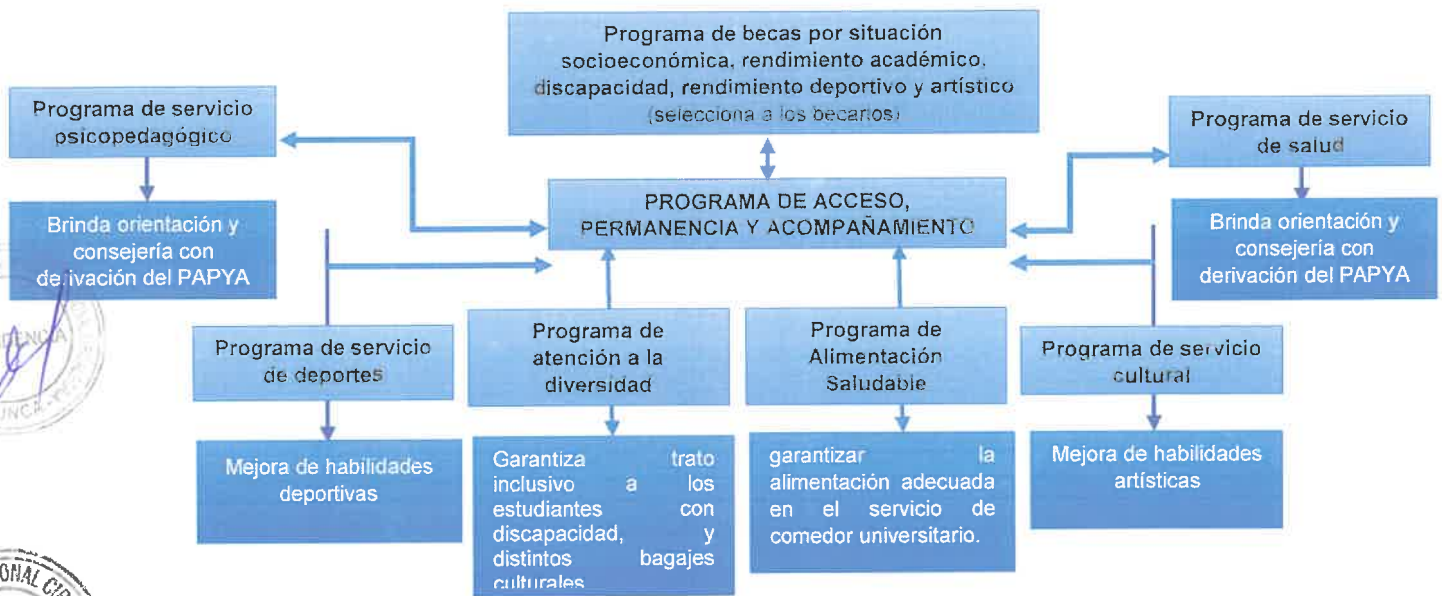 Programa de becas por situación
socioeconómica, rendimiento académico,
discapacidad, rendimiento deportivo y artístico
(selecciona a los becarios)
Programa de servicio
psicopedagógico
Programa de servicio
de salud
PROGRAMA DE ACCESO,
PERMANENCIA Y ACOMPAÑAMIENTO
Brinda orientación y
consejería con
derivación del PAPYA
Brinda orientación y
consejería con
derivación del PAPYA
Programa de servicio
de deportes
Programa de
atención a la
diversidad
Programa de
Alimentación
Saludable
Programa de servicio
cultural
Mejora de habilidades
deportivas
Garantiza trato
inclusivo a los
estudiantes con
discapacidad, y
distintos bagajes
culturales
garantizar la
alimentación adecuada
en el servicio de
comedor universitario.
Mejora de habilidades
artísticas